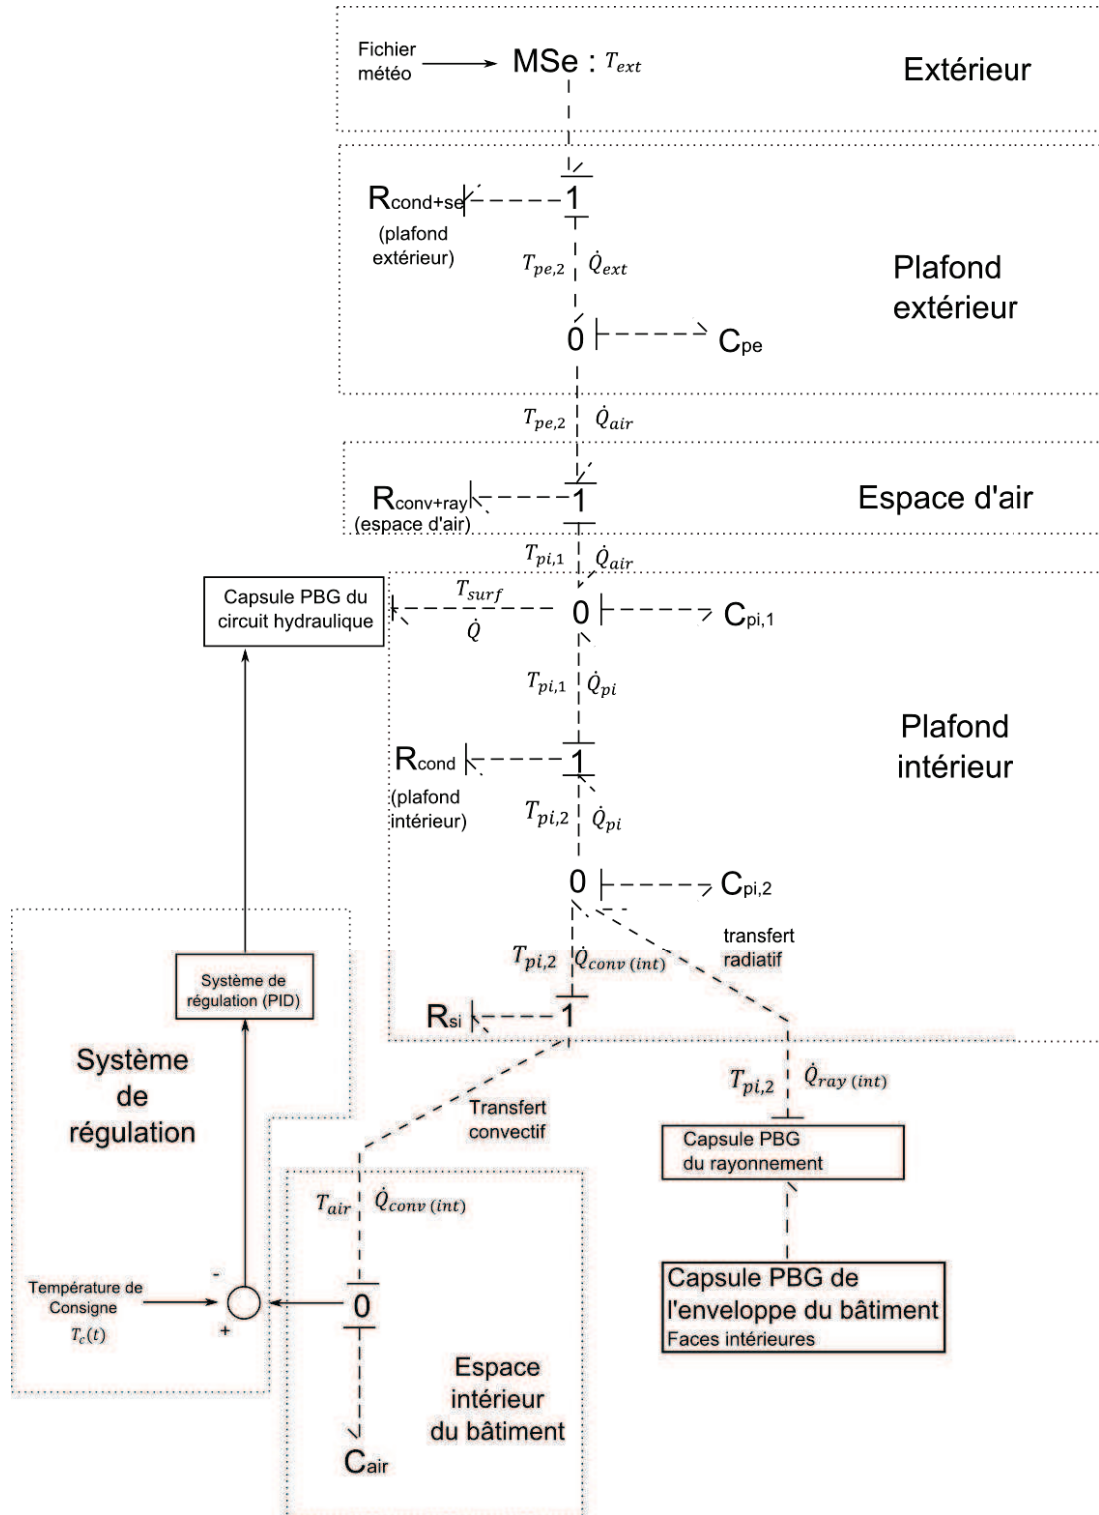 Fichier
météo
MSe : T_ext
Extérieur
R_cond+se
(plafond
extérieur)
1
T_pe,2 Q̇_ext
Plafond
extérieur
0
C_pe
T_pe,2 Q̇_air
R_conv+ray
(espace d'air)
1
Espace d'air
T_pi,1 Q̇_air
Capsule PBG du
circuit hydraulique
T_surf
Q̇
0
C_pi,1
T_pi,1 Q̇_pi
Plafond
intérieur
R_cond
(plafond
intérieur)
1
T_pi,2 Q̇_pi
0
C_pi,2
transfert
radiatif
T_pi,2 Q̇_conv (int)
Système de
régulation (PID)
R_si
1
Système
de
régulation
T_pi,2 Q̇_ray (int)
Transfert
convectif
Capsule PBG
du rayonnement
T_air Q̇_conv (int)
Température de
Consigne
T_c(t)
-
+
0
Capsule PBG de
l'enveloppe du bâtiment
Faces intérieures
Espace
intérieur
du bâtiment
C_air